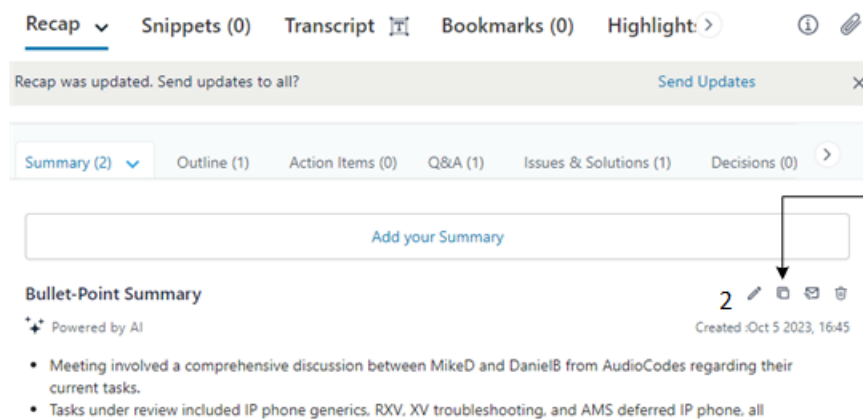 Recap Snippets (0) Transcript Bookmarks (0) Highlight
Recap was updated. Send updates to all? Send Updates
Summary (2) Outline (1) Action Items (0) Q&A (1) Issues & Solutions (1) Decisions (0)
Add your Summary
Bullet-Point Summary 2
Powered by AI Created :Oct 5 2023, 16:45
• Meeting involved a comprehensive discussion between MikeD and DanielB from AudioCodes regarding their
current tasks.
• Tasks under review included IP phone generics, RXV, XV troubleshooting, and AMS deferred IP phone, all